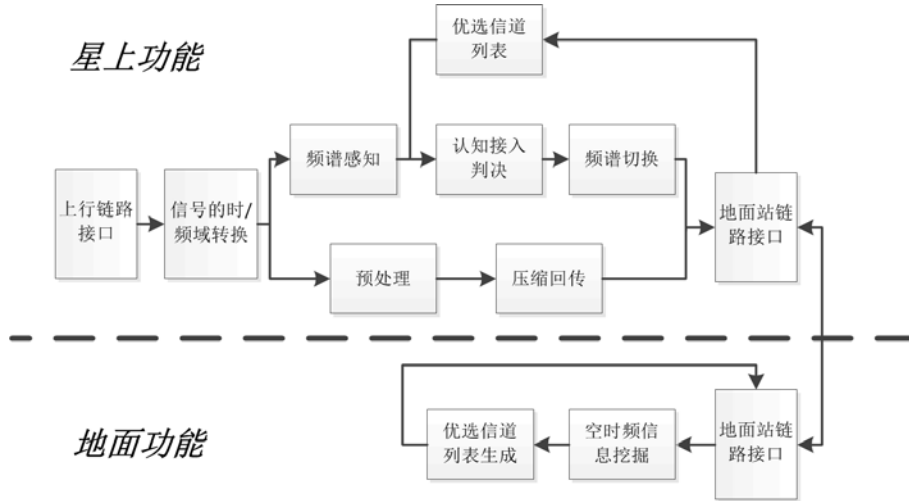 星上功能
优选信道
列表
频谱感知
认知接入
判决
频谱切换
上行链路
接口
信号的时/
频域转换
地面站链
路接口
预处理
压缩回传
地面功能
优选信道
列表生成
空时频信
息挖掘
地面站链
路接口